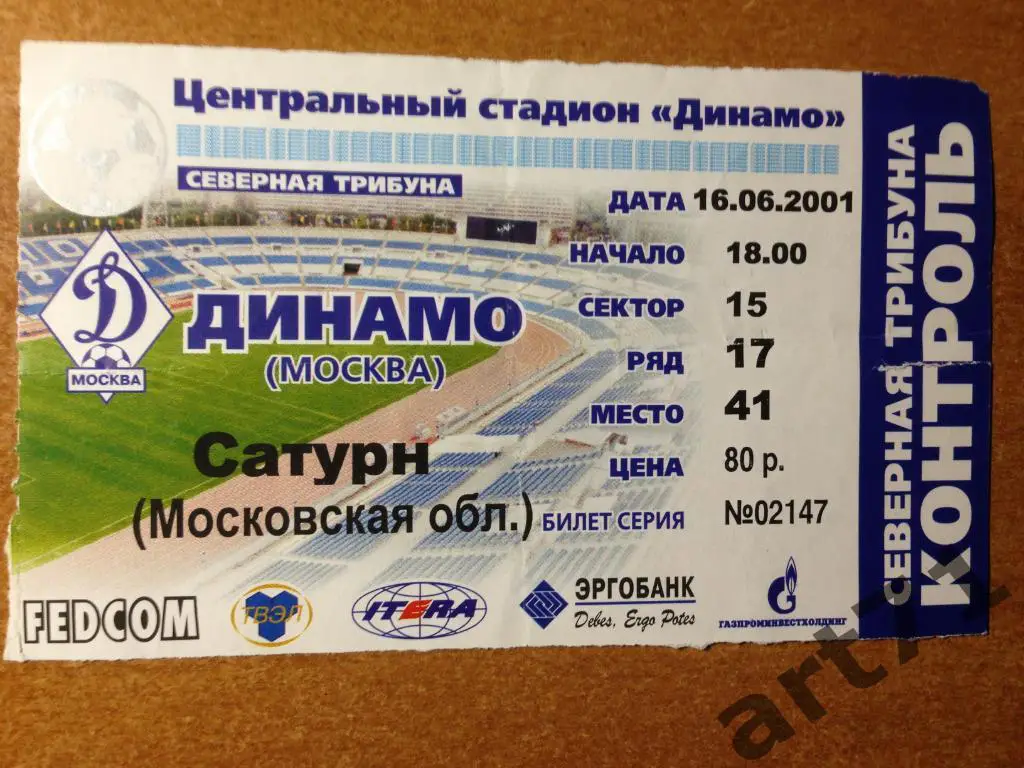 Центральный стадион «Динамо»
СЕВЕРНАЯ ТРИБУНА
ДАТА 16.06.2001
НАЧАЛО 18.00
СЕКТОР 15
РЯД 17
МЕСТО 41
ЦЕНА 80 р.
БИЛЕТ СЕРИЯ №02147
Д
МОСКВА
ДИНАМО
(МОСКВА)
Сатурн
(Московская обл.)
FEDCOM
ТВЭЛ
ITERA
ЭРГОБАНК
Debes, Ergo Potes
ГАЗПРОМИНВЕСТХОЛДИНГ
СЕВЕРНАЯ ТРИБУНА
КОНТРОЛЬ